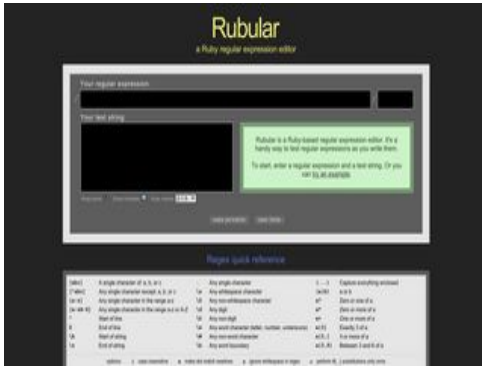 Rubular
a Ruby regular expression editor
Your regular expression
/ /
Your test string
Rubular is a Ruby-based regular expression editor. It's a
handy way to test regular expressions as you write them.
To start, enter a regular expression and a test string. Or you
can try an example.
Regex quick reference
[abc] A single character of: a, b, or c
[^abc] Any single character except: a, b, or c
[a-z] Any single character in the range a-z
[a-zA-Z] Any single character in the range a-z or A-Z
^ Start of line
$ End of line
\A Start of string
\z End of string
. Any single character
\s Any whitespace character
\S Any non-whitespace character
\d Any digit
\D Any non-digit
\w Any word character (letter, number, underscore)
\W Any non-word character
\b Any word boundary
(...) Capture everything enclosed
(a|b) a or b
a? Zero or one of a
a* Zero or more of a
a+ One or more of a
a{3} Exactly 3 of a
a{3,} 3 or more of a
a{3,6} Between 3 and 6 of a